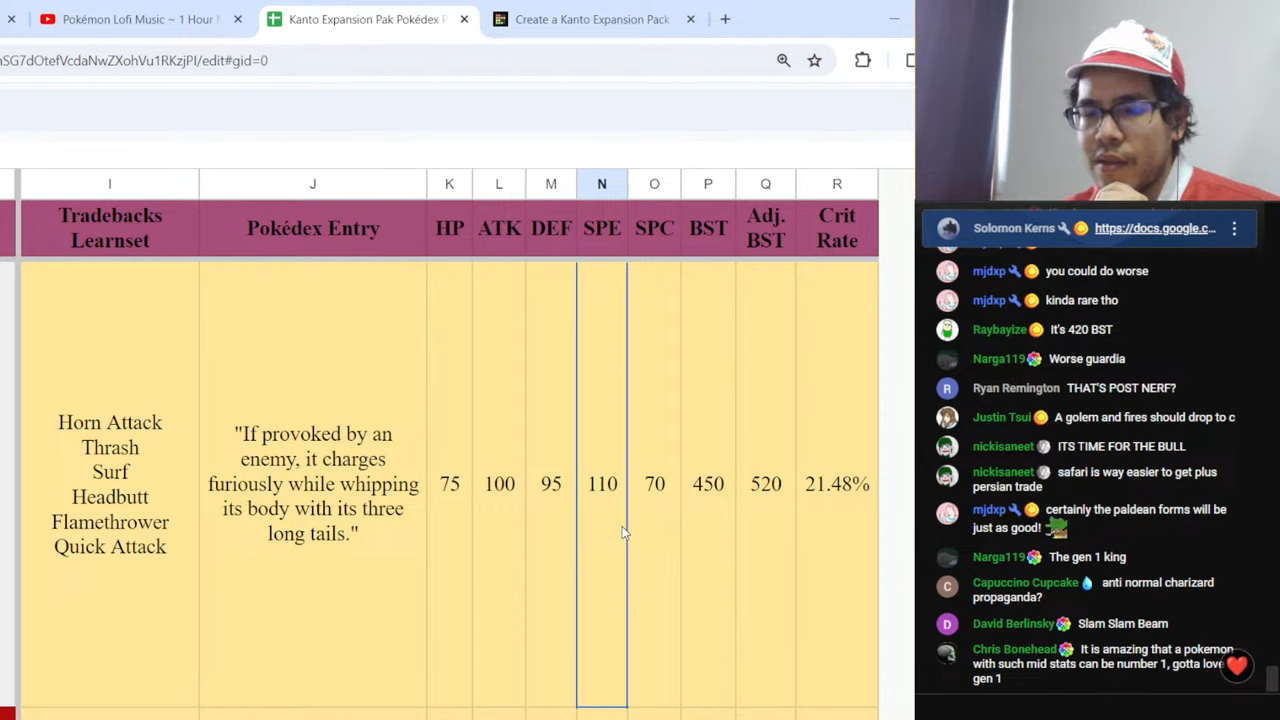 Pokémon Lofi Music ~ 1 Hour
Kanto Expansion Pak Pokédex
Create a Kanto Expansion Pack
nSG7dOtefVcdaNwZXohVu1RKzjPI/edit#gid=0
I J K L M N O P Q R
Tradebacks
Learnset
Pokédex Entry
HP
ATK
DEF
SPE
SPC
BST
Adj.
BST
Crit
Rate
Horn Attack
Thrash
Surf
Headbutt
Flamethrower
Quick Attack
"If provoked by an
enemy, it charges
furiously while whipping
its body with its three
long tails."
75
100
95
110
70
450
520
21.48%
Solomon Kerns https://docs.google.c...
mjdxp you could do worse
mjdxp kinda rare tho
Raybayize It's 420 BST
Narga119 Worse guardia
R
Ryan Remington THAT'S POST NERF?
Justin Tsui A golem and fires should drop to c
nickisaneet ITS TIME FOR THE BULL
nickisaneet safari is way easier to get plus
persian trade
mjdxp certainly the paldean forms will
be just as good!
Narga119 The gen 1 king
C
Capuccino Cupcake anti normal charizard
propaganda?
D
David Berlinsky Slam Slam Beam
Chris Bonehead It is amazing that a pokemon
with such mid stats can be number 1, gotta love
gen 1